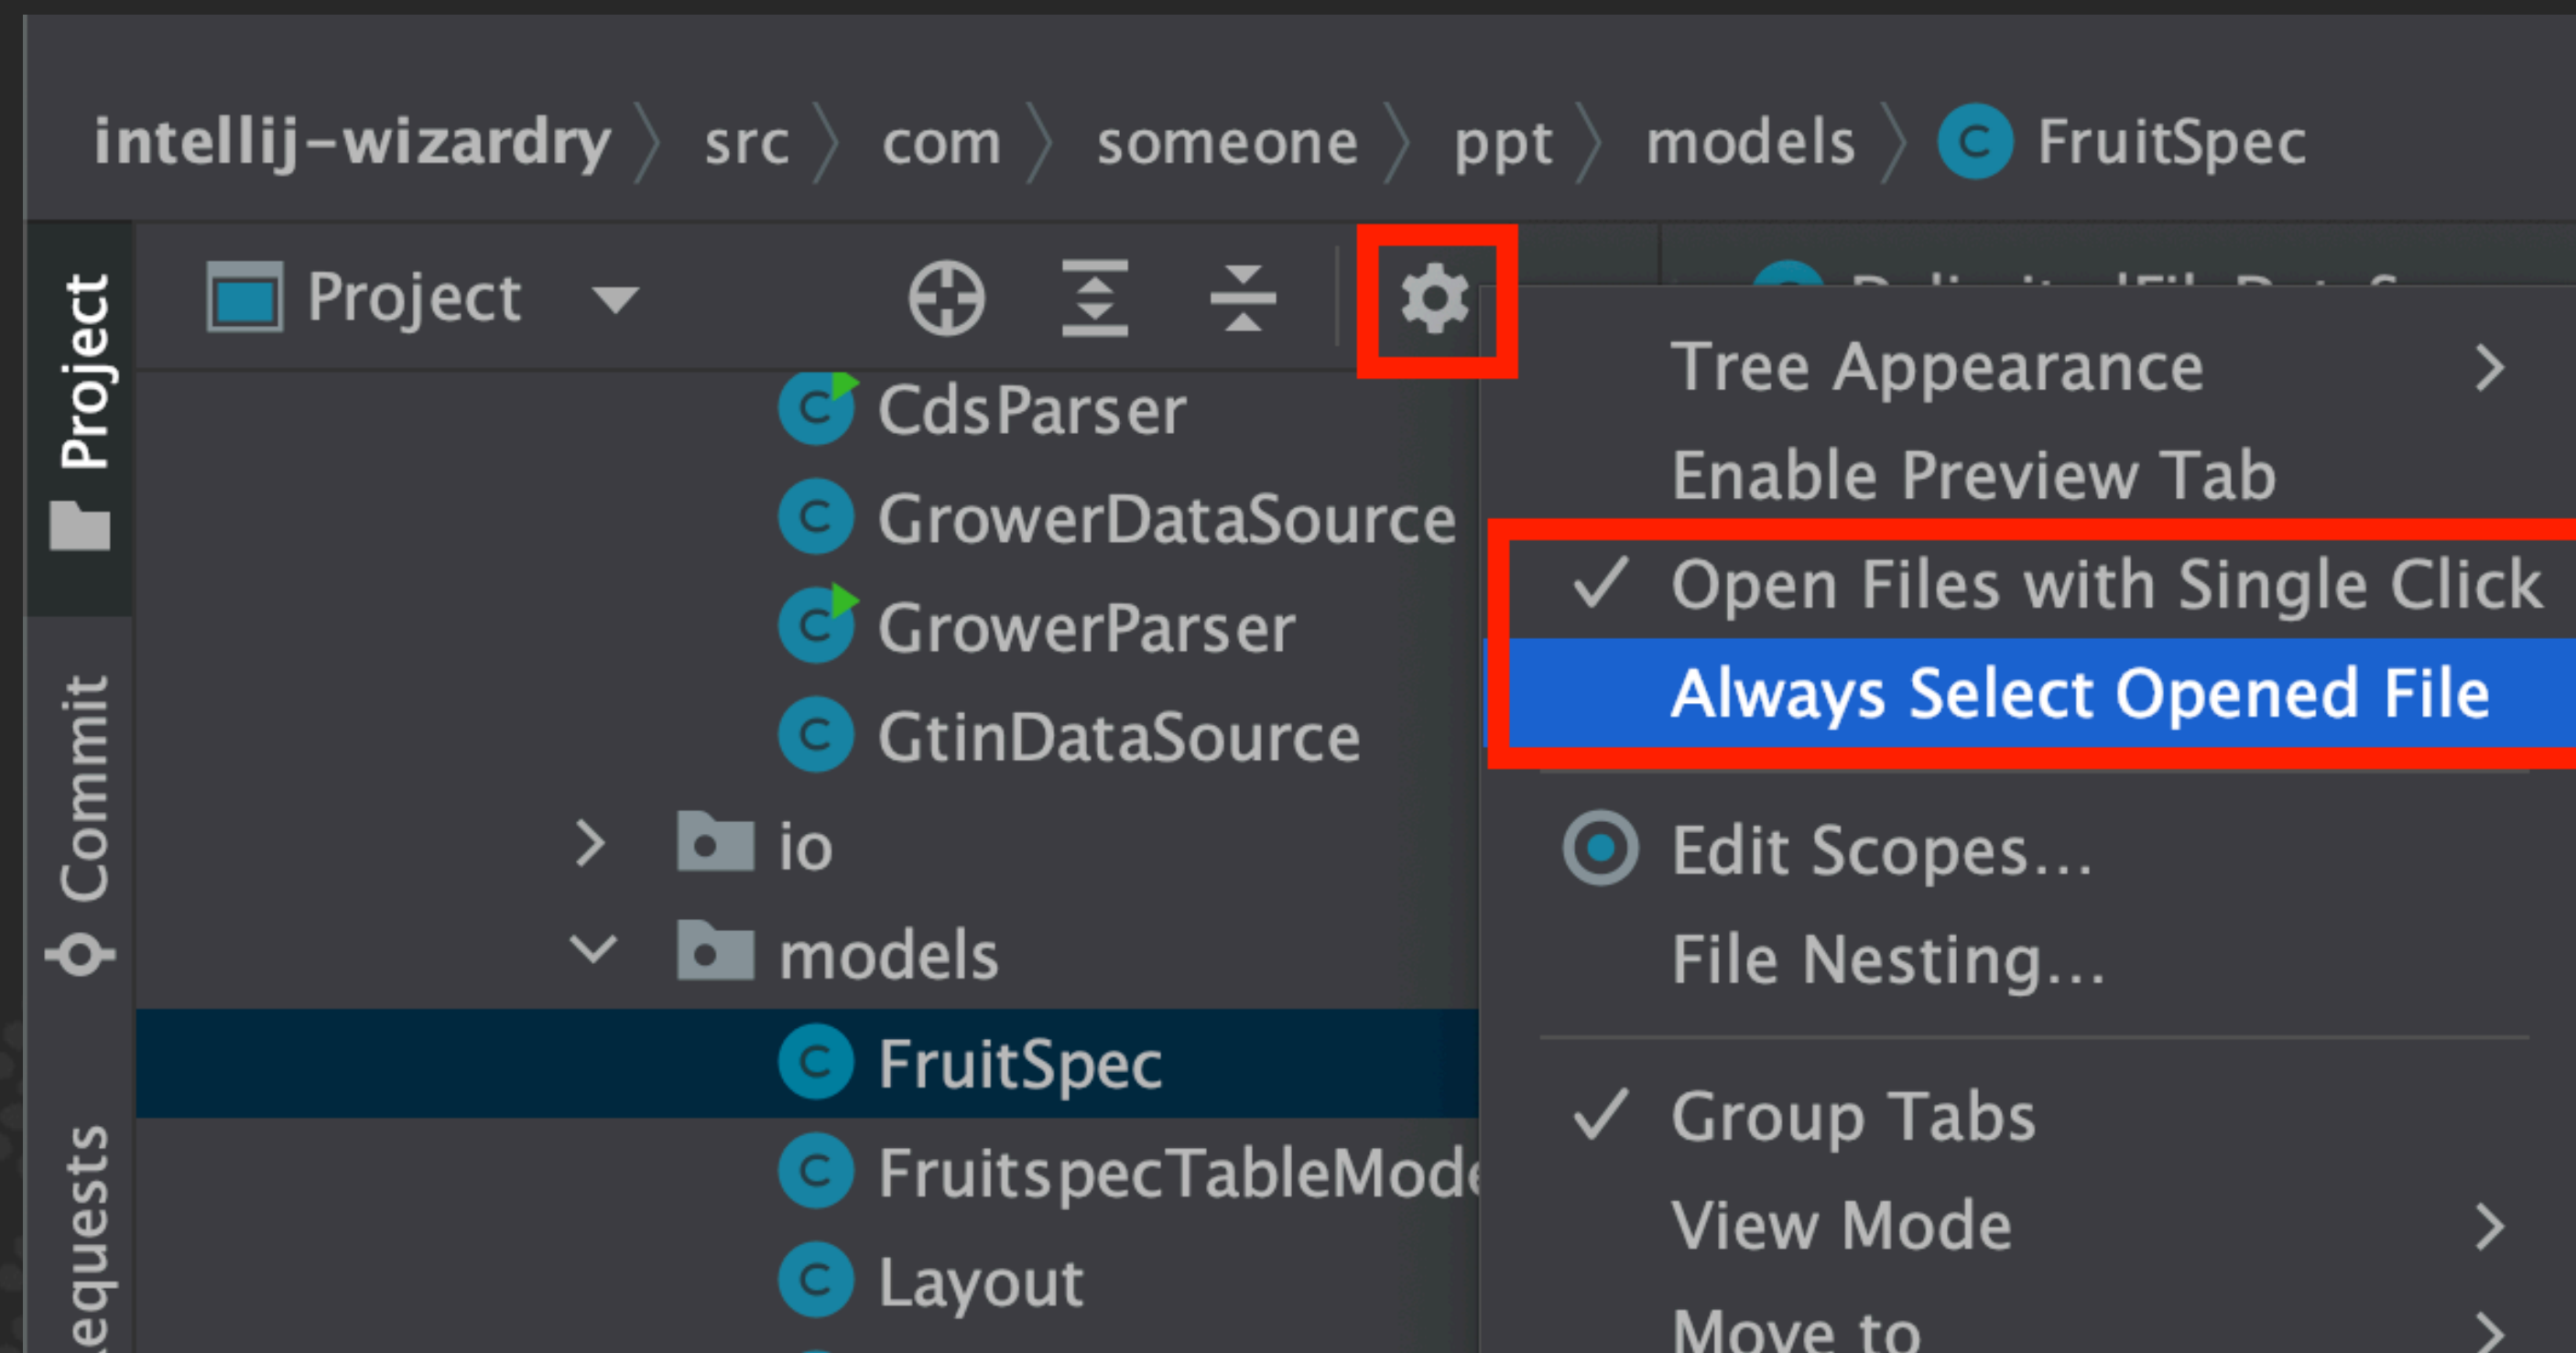 intellij-wizardry src com someone ppt models FruitSpec
Project
Project
Commit
CdsParser
GrowerDataSource
GrowerParser
GtinDataSource
io
models
FruitSpec
Layout
Tree Appearance
Enable Preview Tab
Open Files with Single Click
Always Select Opened File
Edit Scopes...
File Nesting...
Group Tabs
View Mode
Move to